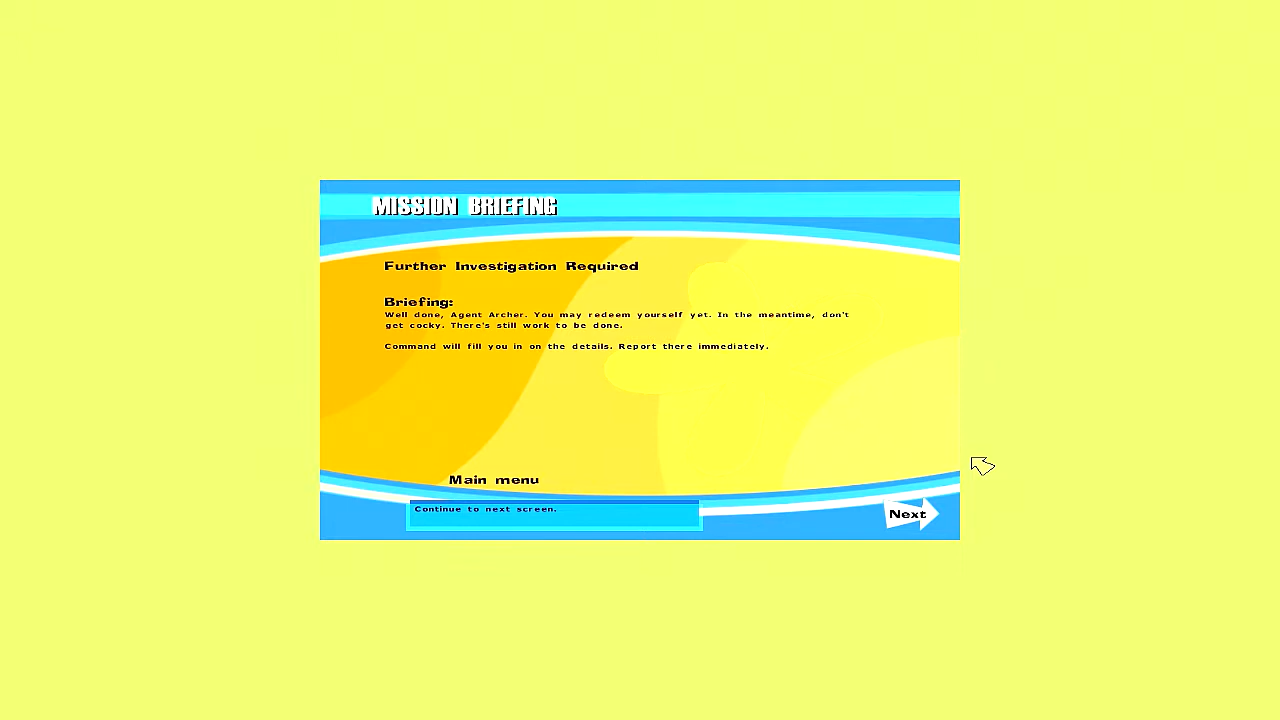 MISSION BRIEFING
Further Investigation Required
Briefing:
Well done, Agent Archer. You may redeem yourself yet. In the meantime, don't
get cocky. There's still work to be done.
Command will fill you in on the details. Report there immediately.
Main menu
Continue to next screen.
Next